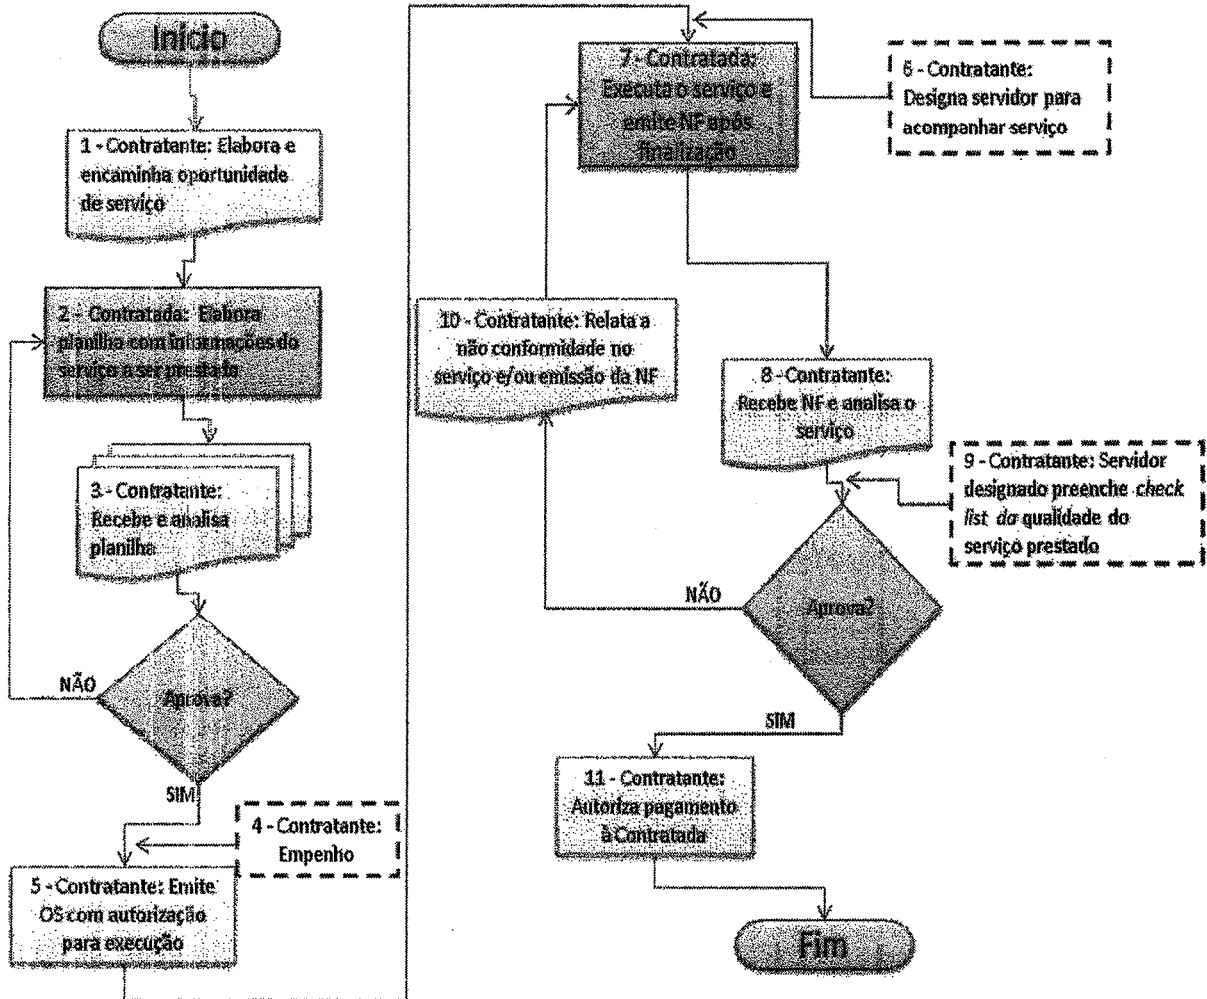 Início
1 - Contratante: Elabora e
encaminha oportunidade
de serviço
2 - Contratada: Elabora
planilha com informações do
serviço a ser prestado
3 - Contratante:
Recebe e analisa
planilha
Aprova?
NÃO
SIM
4 - Contratante:
Empenho
5 - Contratante: Emite
OS com autorização
para execução
6 - Contratante:
Designa servidor para
acompanhar serviço
7 - Contratada:
Executa o serviço e
emite NF após
finalização
8 - Contratante:
Recebe NF e analisa o
serviço
9 - Contratante: Servidor
designado preenche check
list da qualidade do
serviço prestado
Aprova?
NÃO
10 - Contratante: Relata a
não conformidade no
serviço e/ou emissão da NF
SIM
11 - Contratante:
Autoriza pagamento
à Contratada
Fim